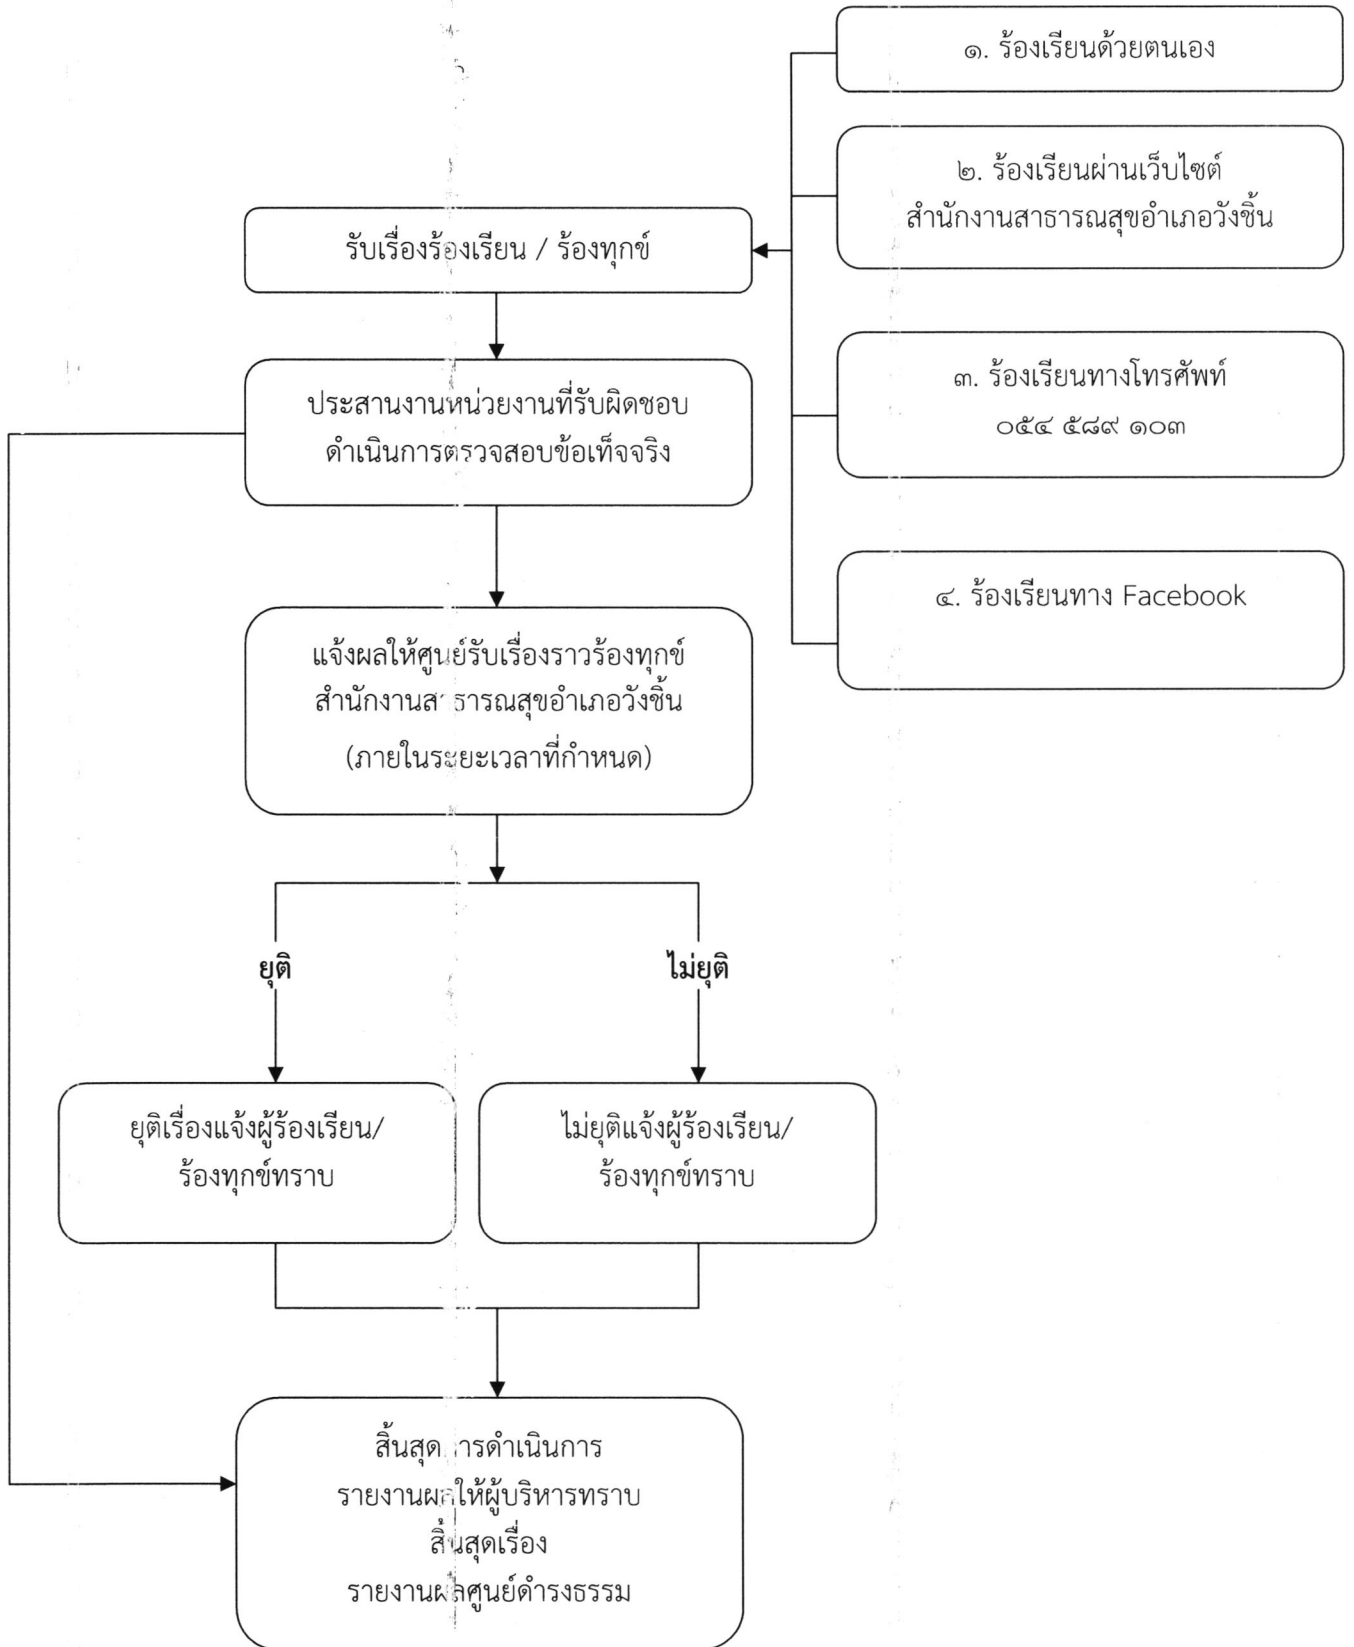 ๑. ร้องเรียนด้วยตนเอง
๒. ร้องเรียนผ่านเว็บไซต์
สำนักงานสาธารณสุขอำเภอวังชิ้น
รับเรื่องร้องเรียน / ร้องทุกข์
๓. ร้องเรียนทางโทรศัพท์
๐๕๔ ๕๘๙ ๑๐๓
ประสานงานหน่วยงานที่รับผิดชอบ
ดำเนินการตรวจสอบข้อเท็จจริง
๔. ร้องเรียนทาง Facebook
แจ้งผลให้ศูนย์รับเรื่องราวร้องทุกข์
สำนักงานสาธารณสุขอำเภอวังชิ้น
(ภายในระยะเวลาที่กำหนด)
ยุติ
ไม่ยุติ
ยุติเรื่องแจ้งผู้ร้องเรียน/
ร้องทุกข์ทราบ
ไม่ยุติแจ้งผู้ร้องเรียน/
ร้องทุกข์ทราบ
สิ้นสุดการดำเนินการ
รายงานผลให้ผู้บริหารทราบ
สิ้นสุดเรื่อง
รายงานผลศูนย์ดำรงธรรม